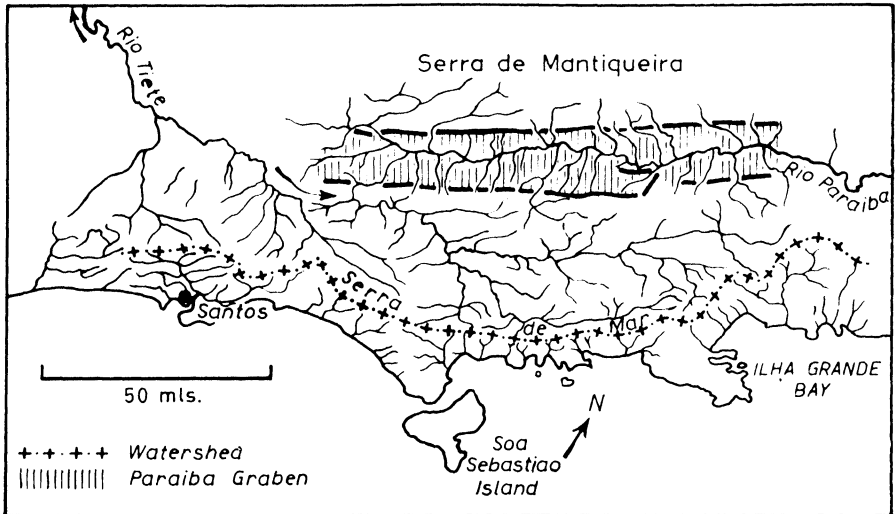 Rio Tiete
Serra de Mantiqueira
Rio Paraiba
Serra de Mar
Santos
50 mls.
ILHA GRANDE
BAY
N
Soa
Sebastiao
Island
Watershed
Paraiba Graben